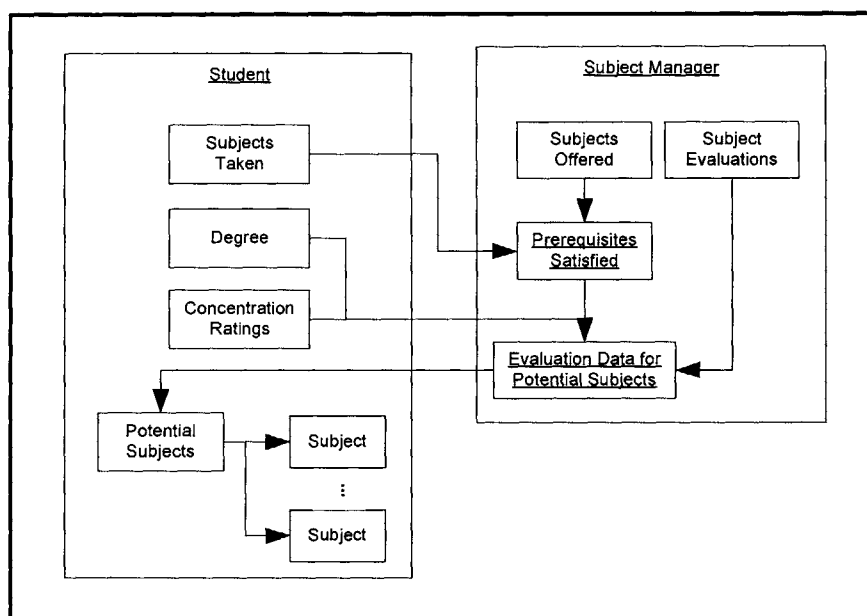 Student
Subjects
Taken
Degree
Concentration
Ratings
Potential
Subjects
Subject
...
Subject
Subject Manager
Subjects
Offered
Subject
Evaluations
Prerequisites
Satisfied
Evaluation Data for
Potential Subjects